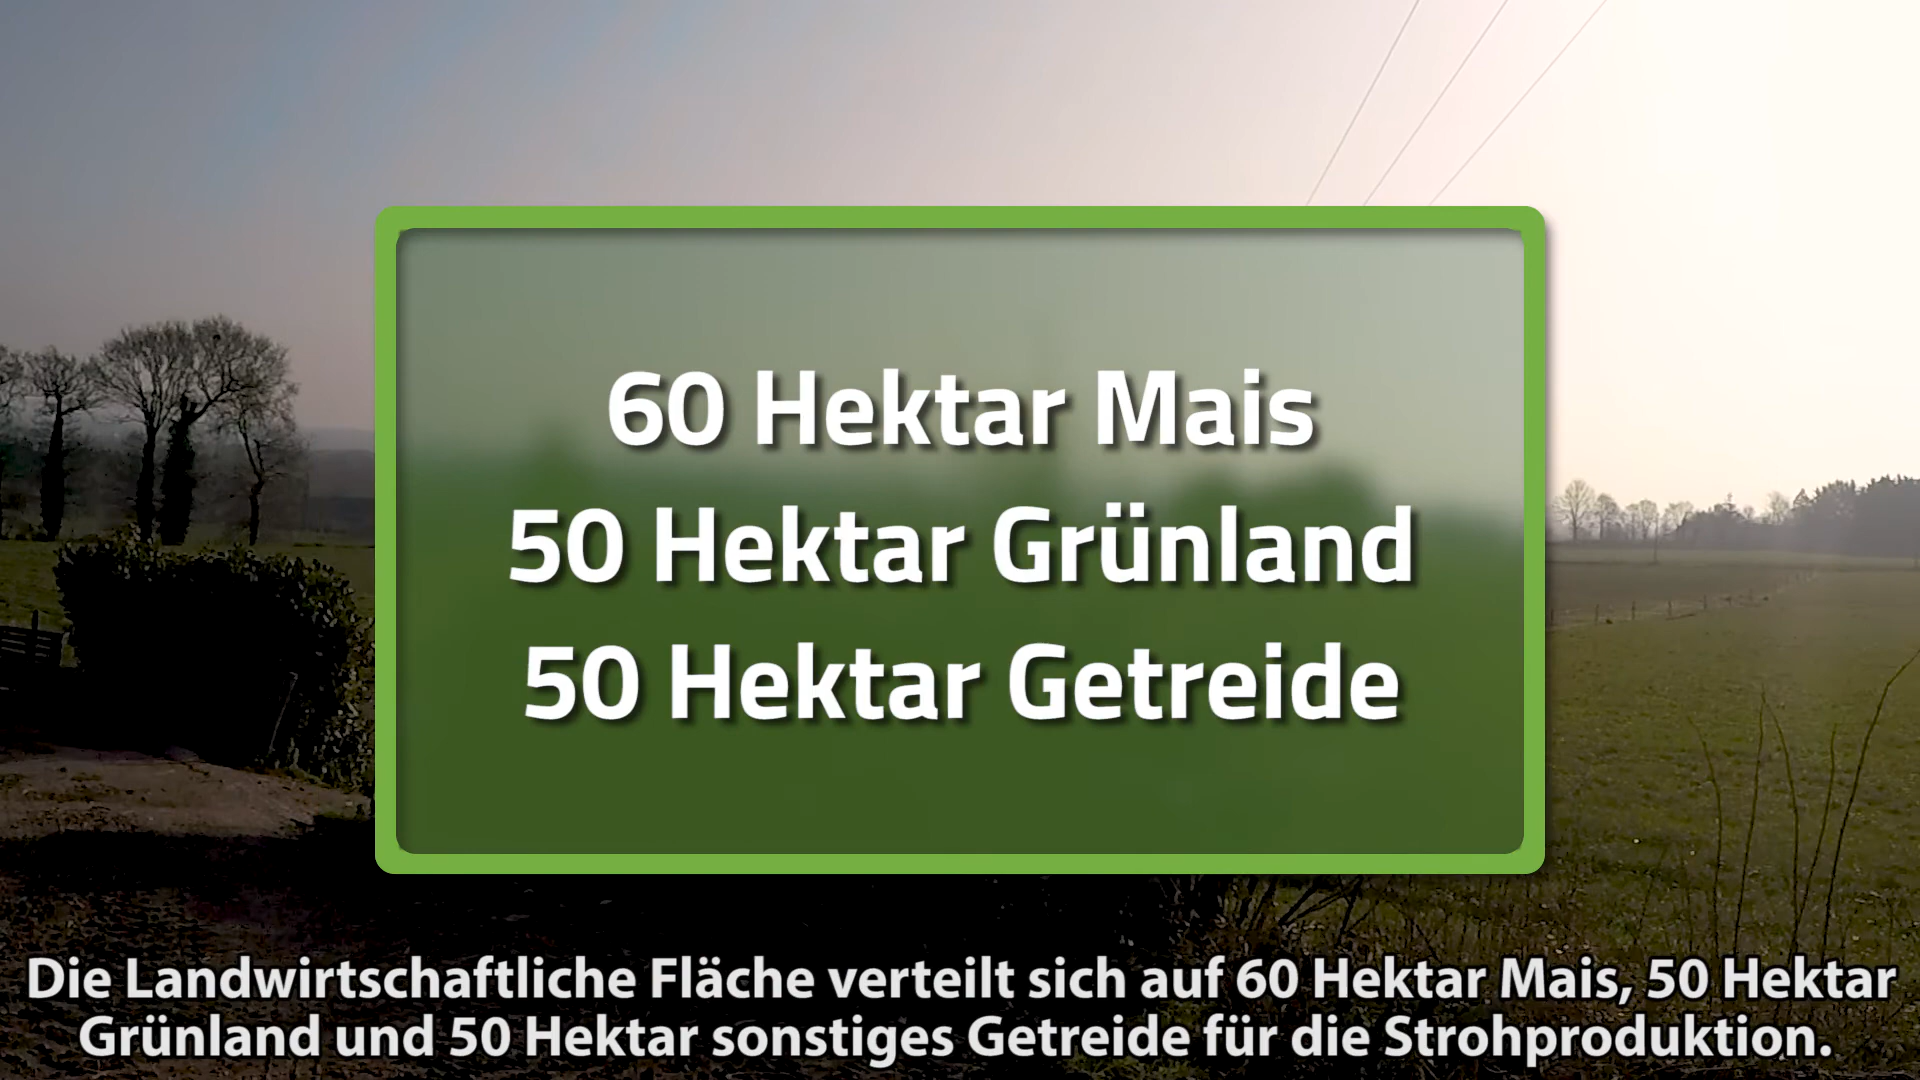 60 Hektar Mais
50 Hektar Grünland
50 Hektar Getreide
Die Landwirtschaftliche Fläche verteilt sich auf 60 Hektar Mais, 50 Hektar
Grünland und 50 Hektar sonstiges Getreide für die Strohproduktion.